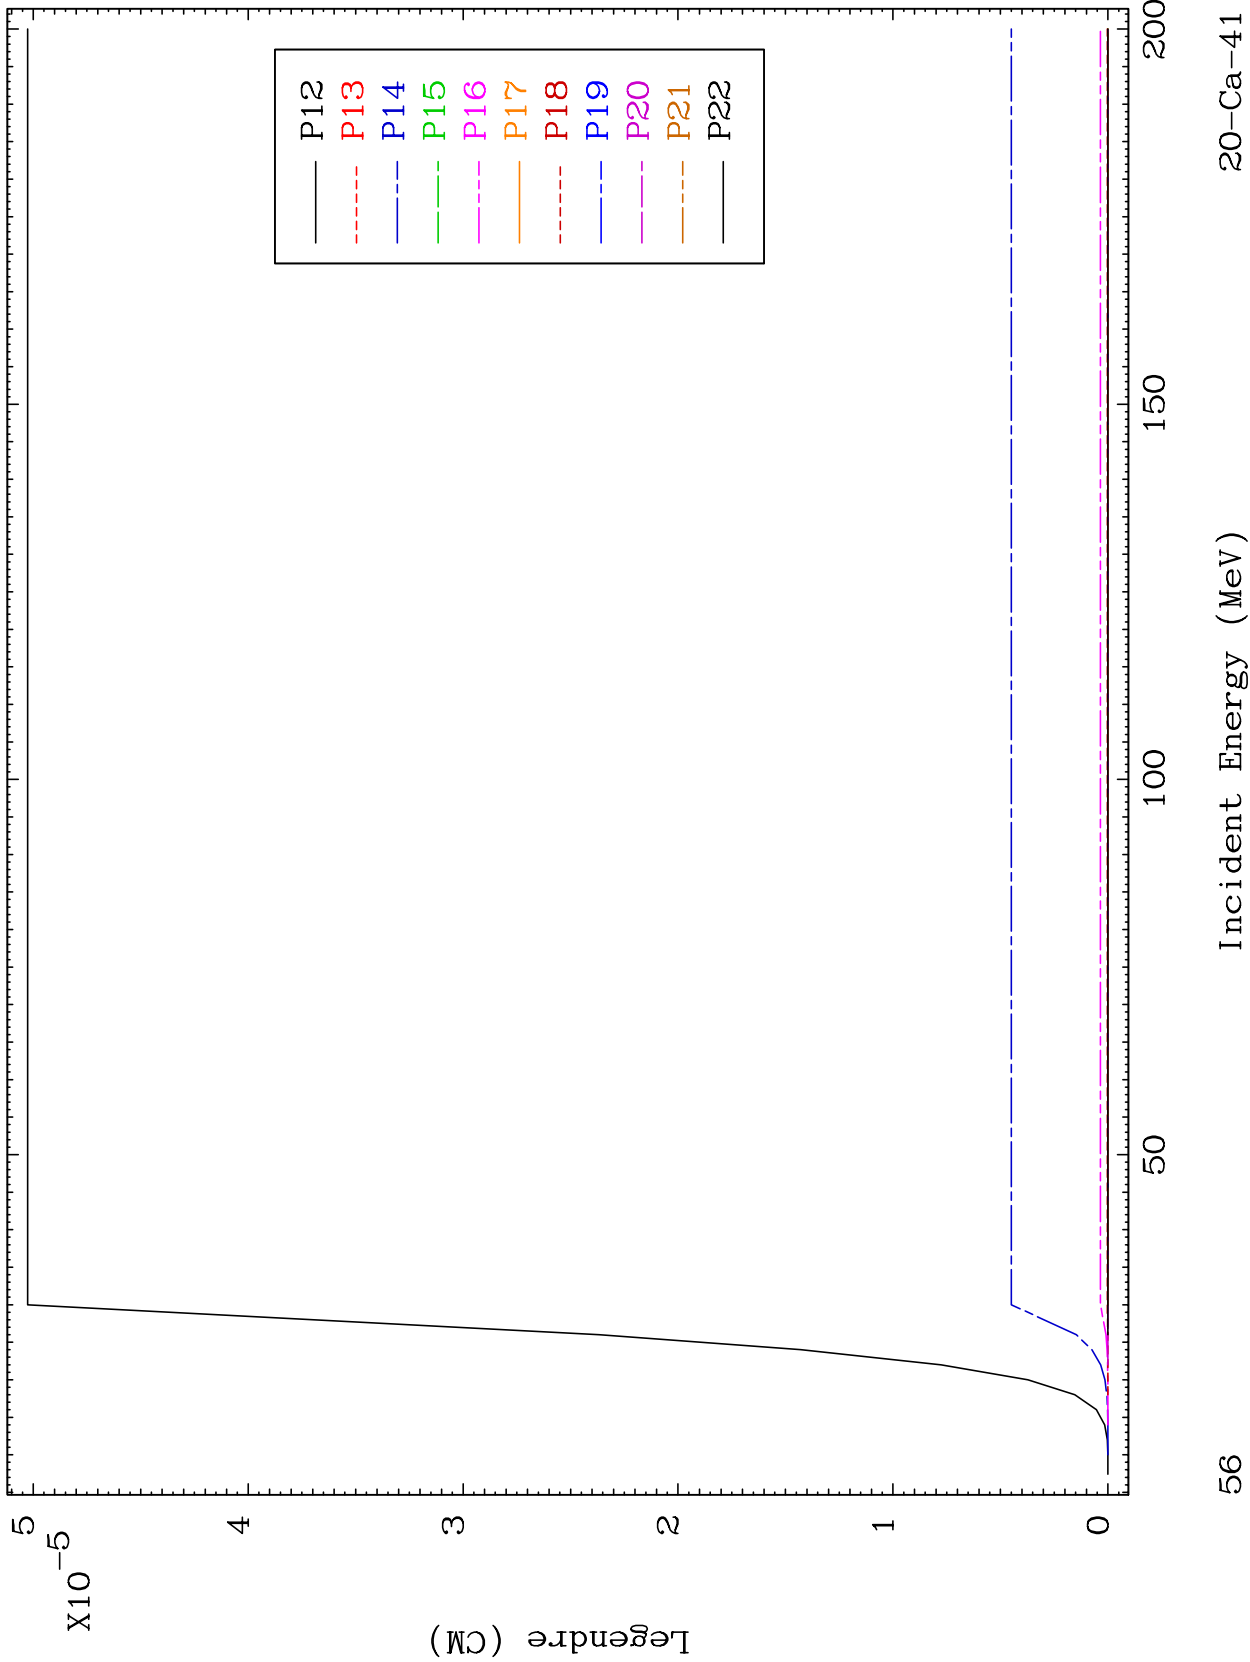 X10-5
5
4
3
2
1
0
Legendre (CM)
P12
P13
P14
P15
P16
P17
P18
P19
P20
P21
P22
50
100
150
200
Incident Energy (MeV)
56
20-Ca-41